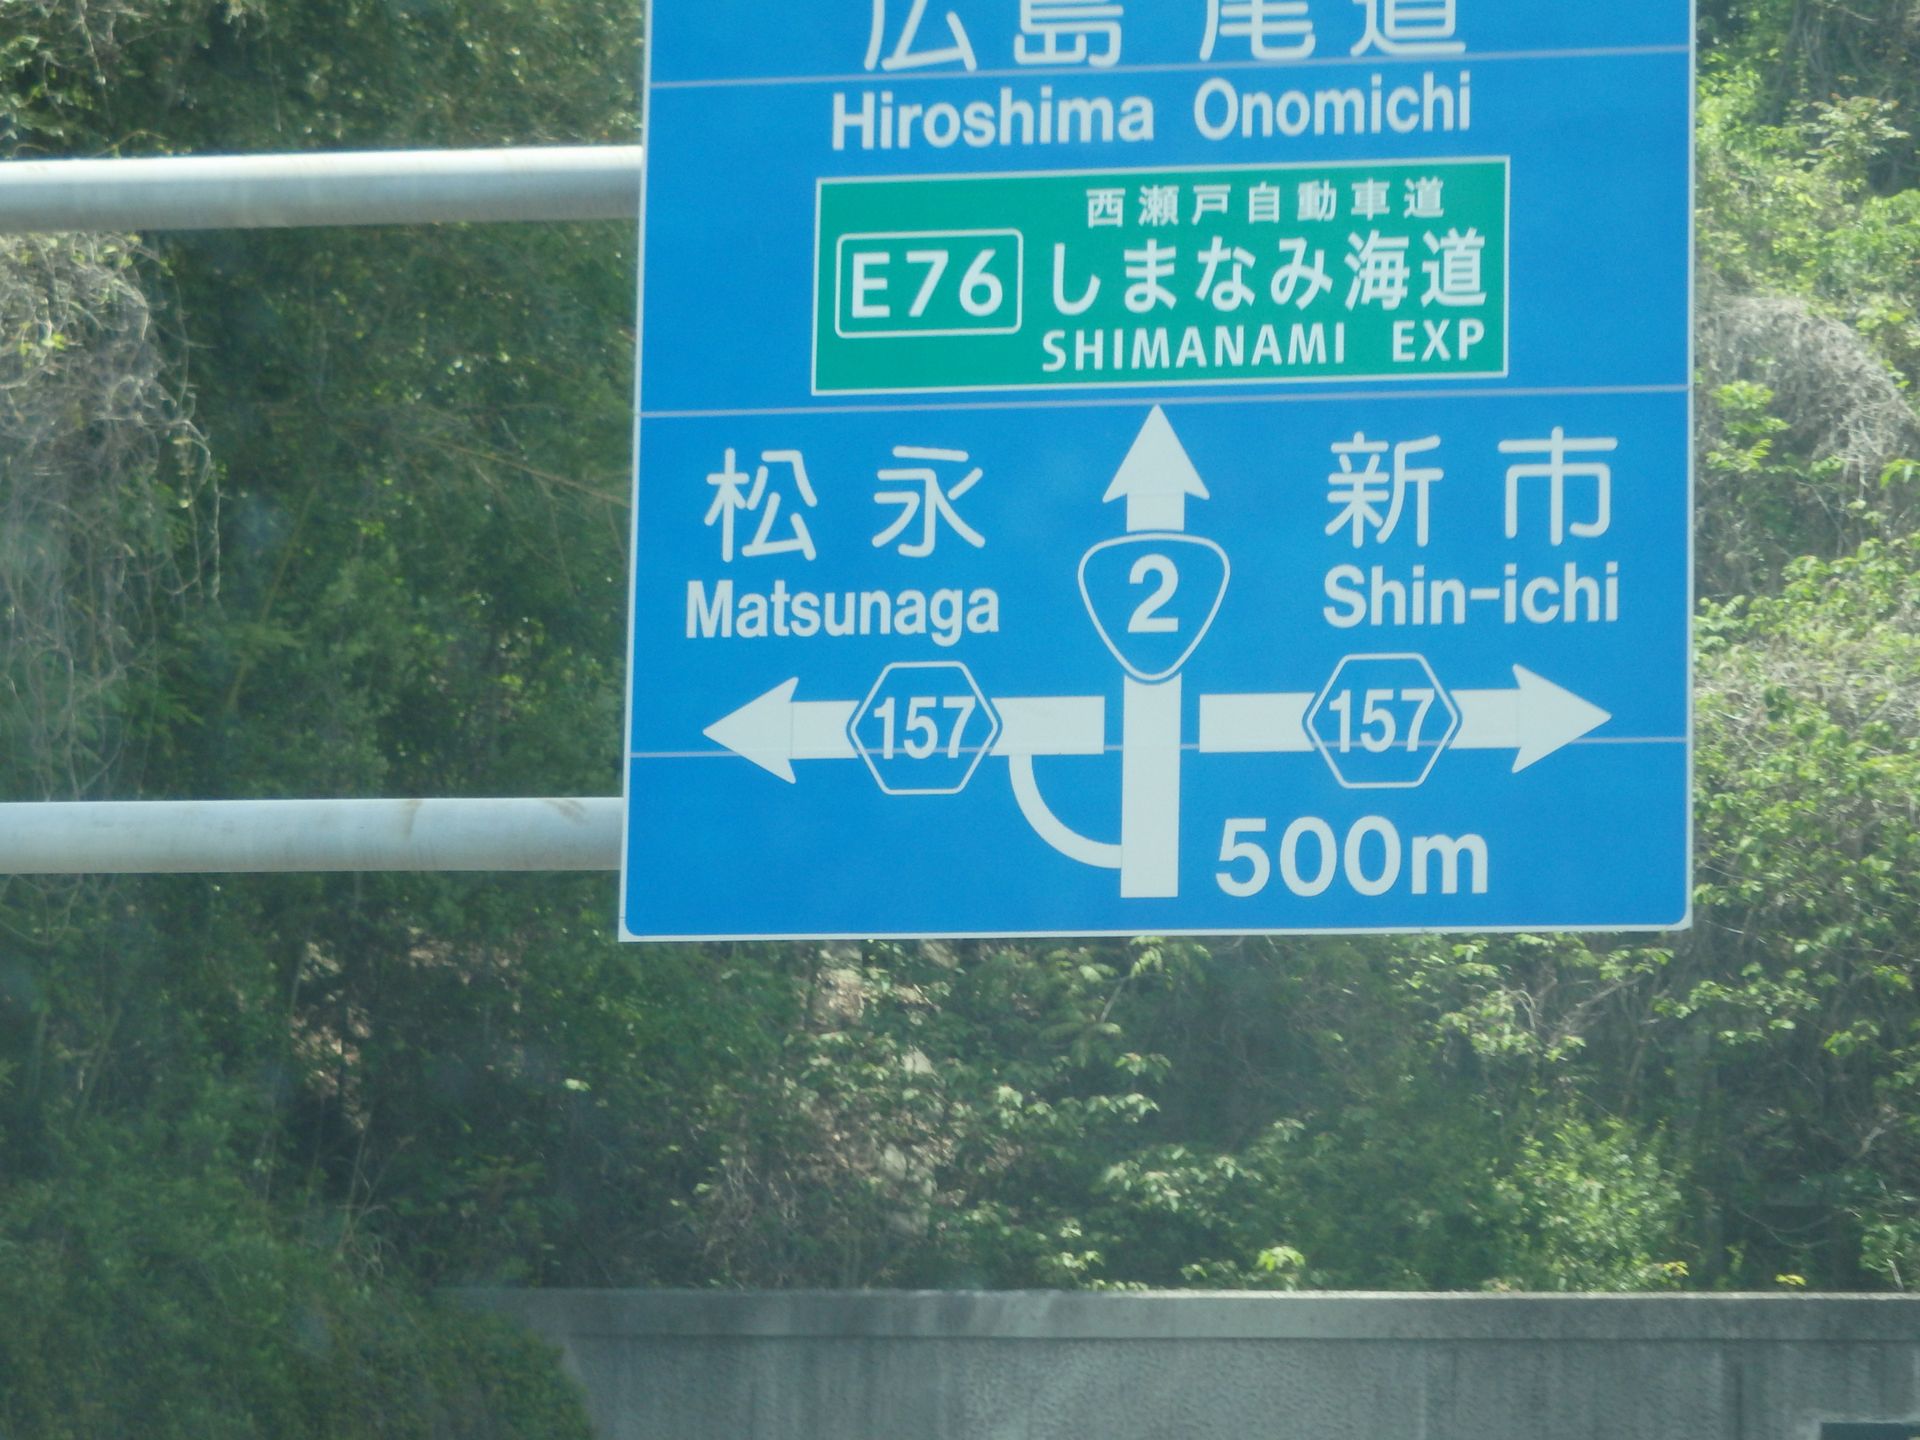 広島 尾道
Hiroshima Onomichi
西瀬戸自動車道
E76 しまなみ海道
SHIMANAMI EXP
松永 新市
Matsunaga 2 Shin-ichi
157 157
500m